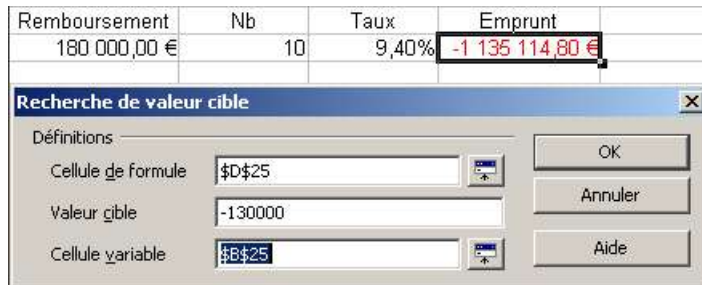 Remboursement Nb Taux Emprunt
180 000,00 € 10 9,40% -1 135 114,80 €
Recherche de valeur cible
Définitions
OK
Cellule de formule $D$25
Annuler
Valeur cible -130000
Cellule variable $B$25
Aide